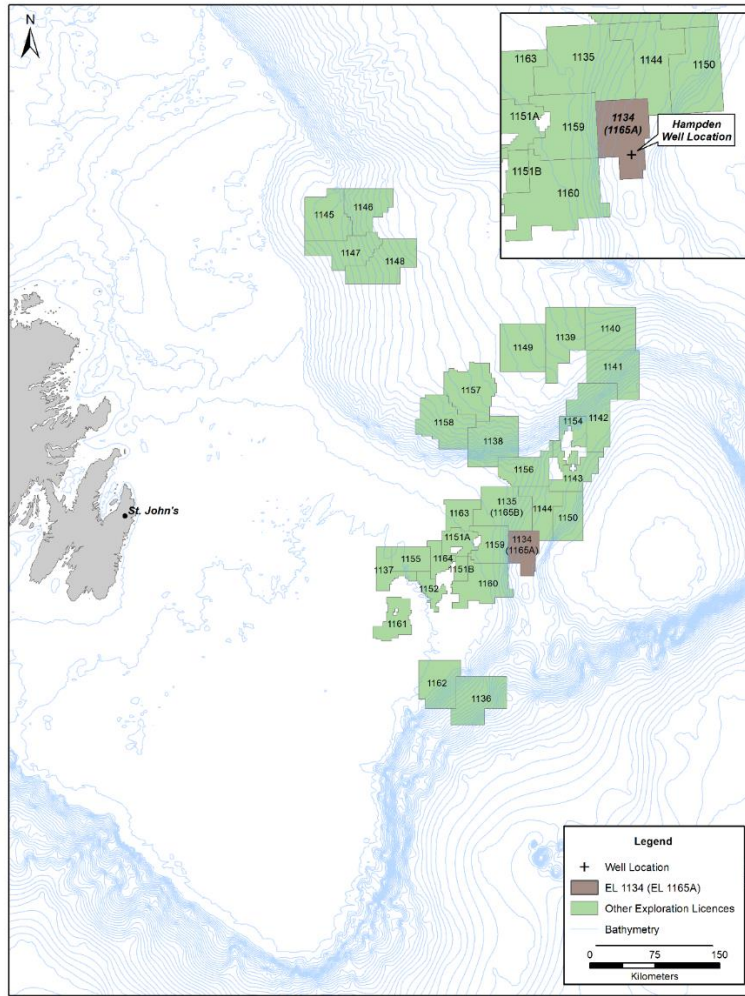 N
1163
1135
1144
1150
1151A
1159
1134
(1165A)
Hampden
Well Location
1151B
1160
1145
1146
1147
1148
1149
1139
1140
1141
1157
1158
1138
1142
1154
1156
1143
St. John's
1163
1135
(1165B)
1144
1150
1151A
1159
1134
(1165A)
1137
1155
1164
1151B
1152
1160
1161
1162
1136
Legend
Well Location
EL 1134 (EL 1165A)
Other Exploration Licences
Bathymetry
0 75 150
Kilometers